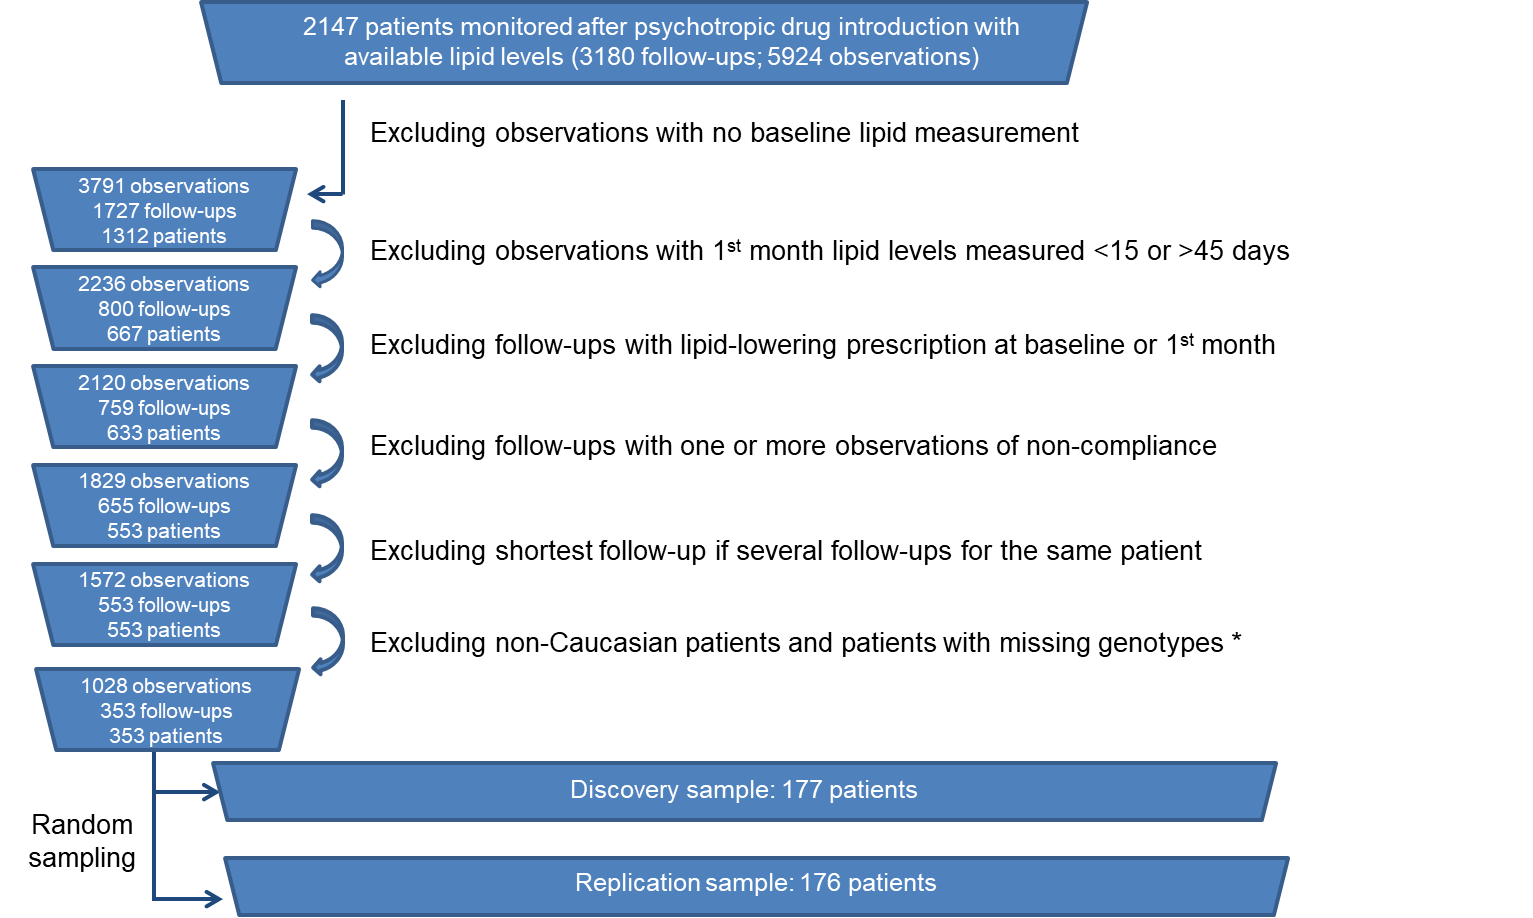 2147 patients monitored after psychotropic drug introduction with
available lipid levels (3180 follow-ups; 5924 observations)
Excluding observations with no baseline lipid measurement
3791 observations
1727 follow-ups
1312 patients
Excluding observations with 1st month lipid levels measured <15 or >45 days
2236 observations
800 follow-ups
667 patients
Excluding follow-ups with lipid-lowering prescription at baseline or 1st month
2120 observations
759 follow-ups
633 patients
Excluding follow-ups with one or more observations of non-compliance
1829 observations
655 follow-ups
553 patients
Excluding shortest follow-up if several follow-ups for the same patient
1572 observations
553 follow-ups
553 patients
Excluding non-Caucasian patients and patients with missing genotypes *
1028 observations
353 follow-ups
353 patients
Discovery sample: 177 patients
Random
sampling
Replication sample: 176 patients